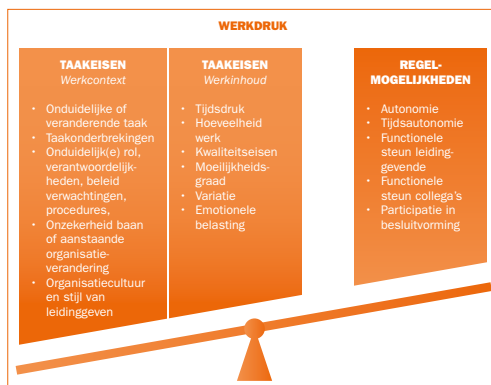 WERKDRUK
TAAKEISEN
Werkcontext
• Onduidelijke of
veranderende taak
• Taakonderbrekingen
• Onduidelijk(e) rol,
verantwoordelijk-
heden, beleid
verwachtingen,
procedures,
• Onzekerheid baan
of aanstaande
organisatie-
verandering
• Organisatiecultuur
en stijl van
leidinggeven
TAAKEISEN
Werkinhoud
• Tijdsdruk
• Hoeveelheid
werk
• Kwaliteitseisen
• Moeilijkheids-
graad
• Variatie
• Emotionele
belasting
REGEL-
MOGELIJKHEDEN
• Autonomie
• Tijdsautonomie
• Functionele
steun leiding-
gevende
• Functionele
steun collega's
• Participatie in
besluitvorming